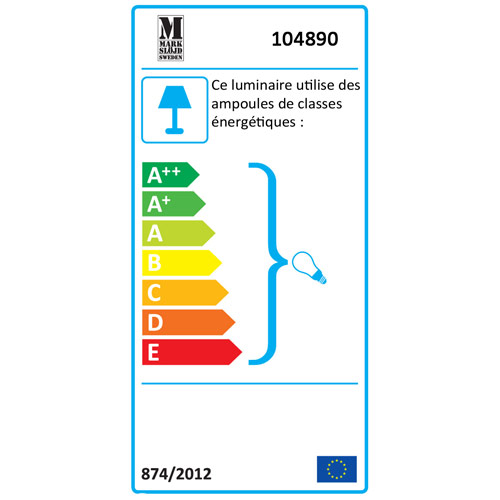 M
MARK
SLÖJD
SWEDEN
104890
Ce luminaire utilise des
ampoules de classes
énergétiques :
A++
A+
A
B
C
D
E
874/2012